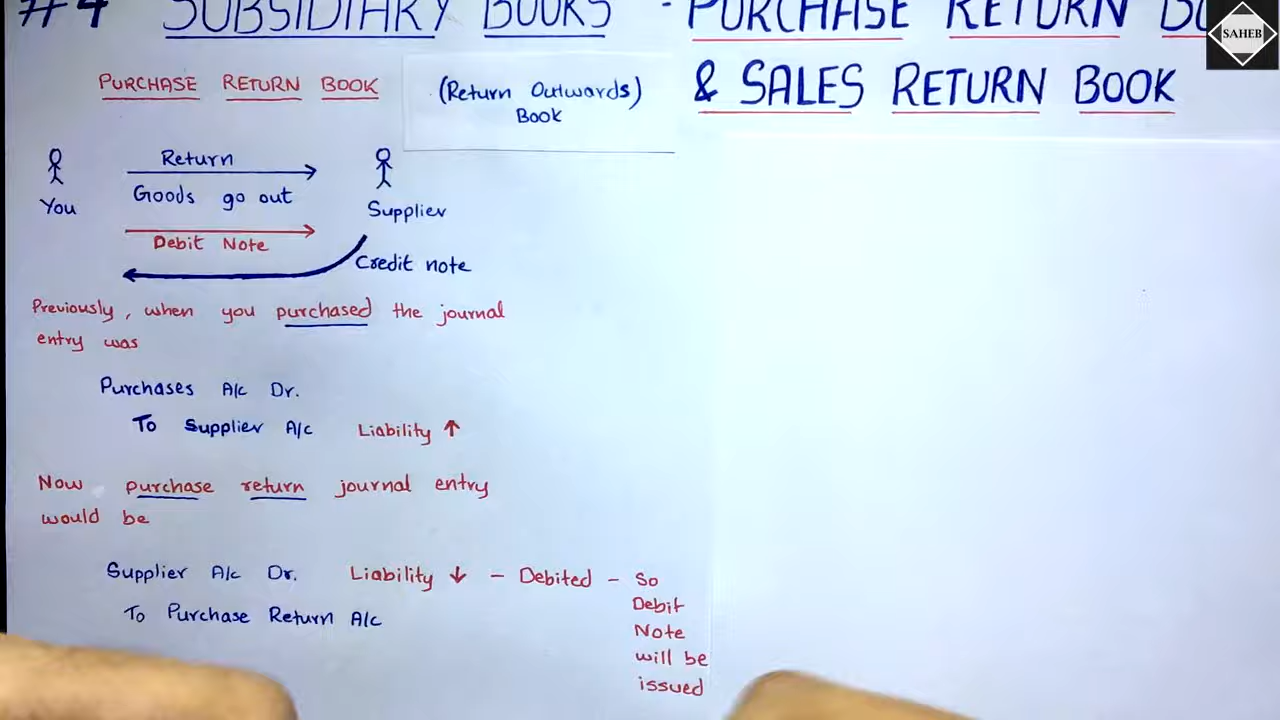 #4 SUBSIDIARY BOOKS - PURCHASE RETURN
& SALES RETURN BOOK
SAHEB
PURCHASE RETURN BOOK
(Return Outwards)
Book
Return
Goods go out
You
Supplier
Debit Note
Credit note
Previously, when you purchased the journal
entry was
Purchases A/c Dr.
To Supplier A/c Liability ↑
Now purchase return journal entry
would be
Supplier A/c Dr. Liability ↓ - Debited - So
Debit
Note
will be
issued
To Purchase Return A/c